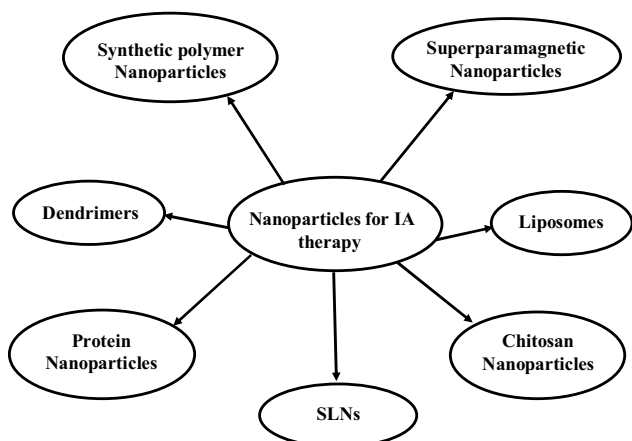 Synthetic polymer
Nanoparticles
Superparamagnetic
Nanoparticles
Dendrimers
Nanoparticles for IA
therapy
Liposomes
Protein
Nanoparticles
Chitosan
Nanoparticles
SLNs